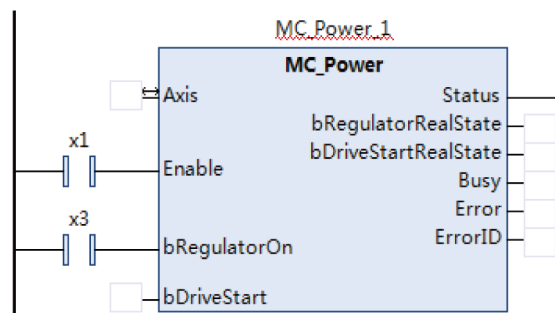 MC_Power_1
MC_Power
Axis
Status
bRegulatorRealState
bDriveStartRealState
x1
Enable
Busy
Error
x3
ErrorID
bRegulatorOn
bDriveStart